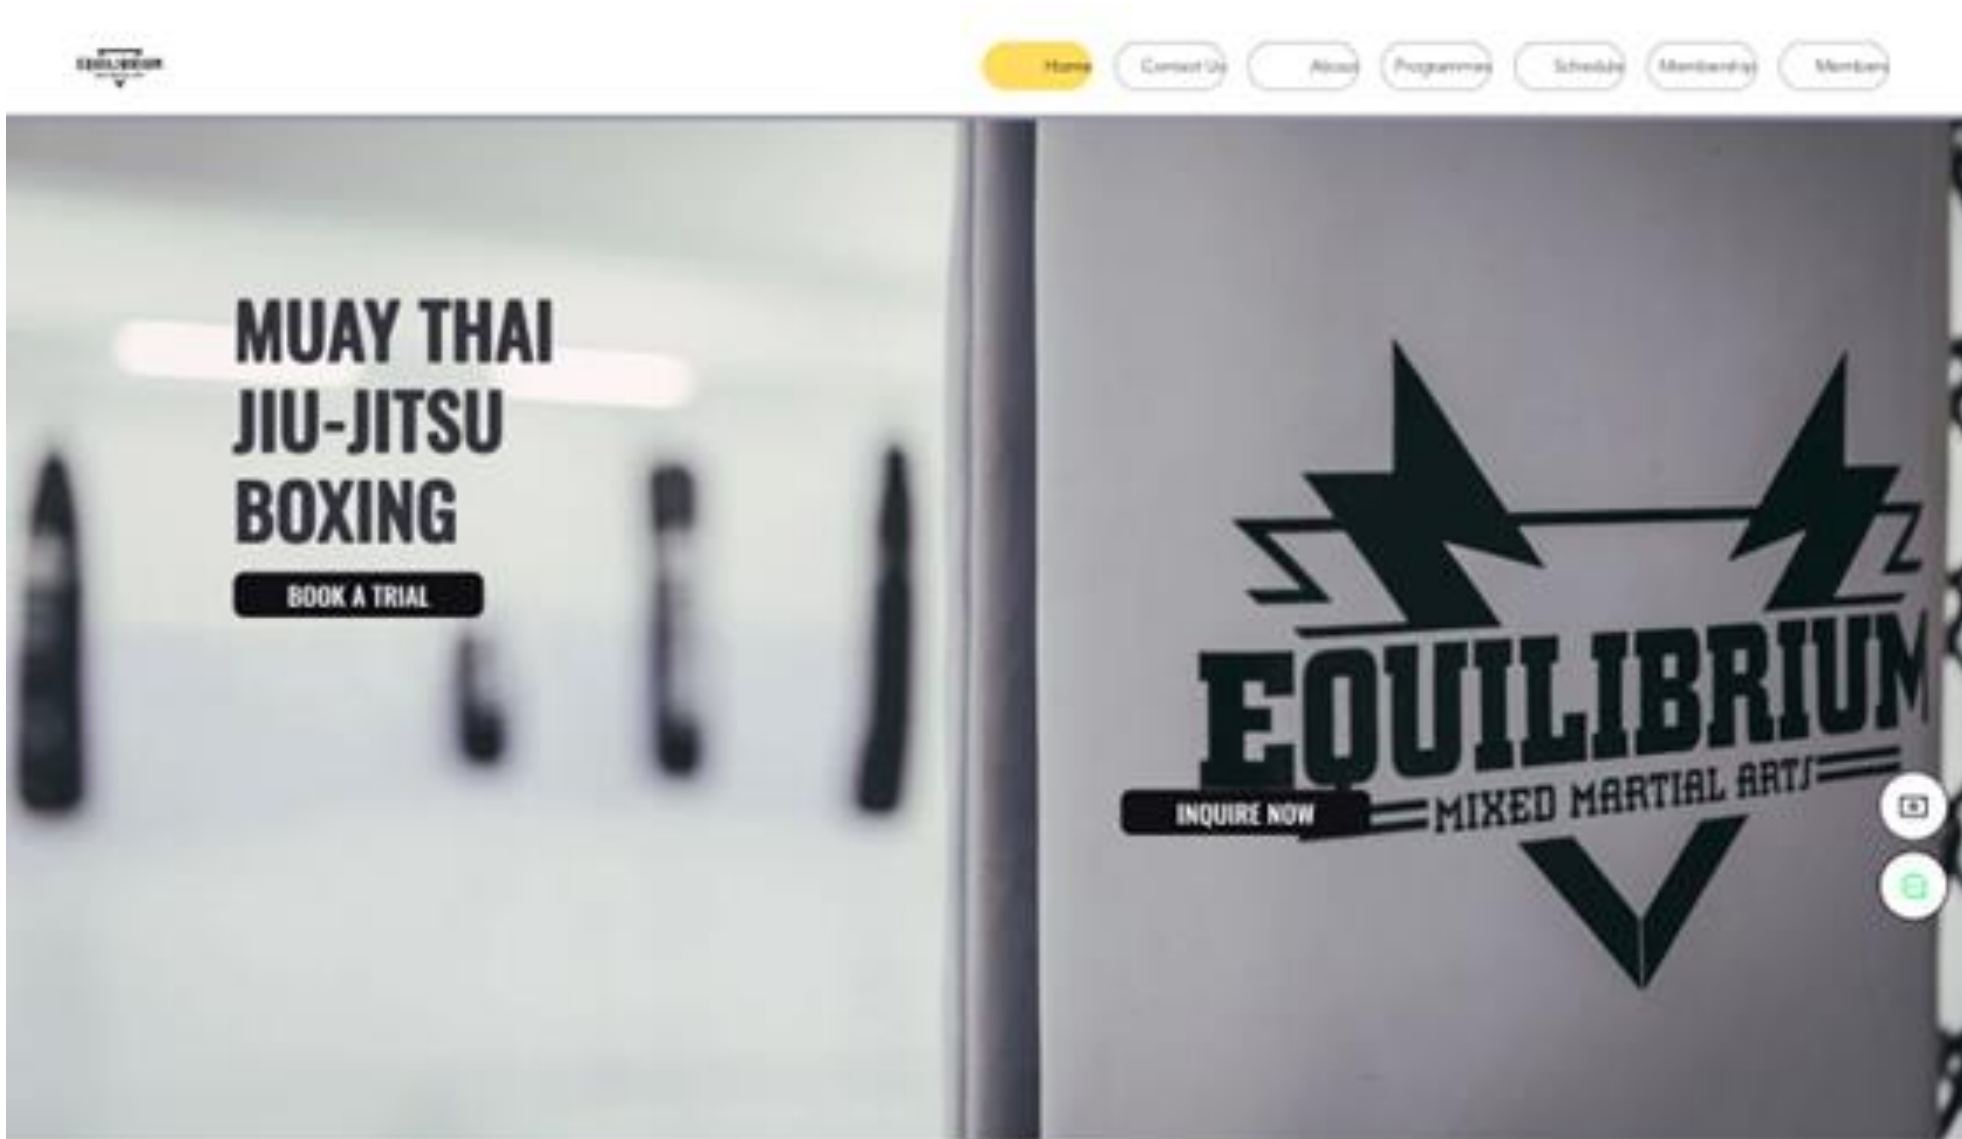 EQUILIBRIUM
Home
Contact Us
About
Programmes
Schedule
Membership
Members
MUAY THAI
JIU-JITSU
BOXING
BOOK A TRIAL
EQUILIBRIUM
MIXED MARTIAL ARTS
INQUIRE NOW